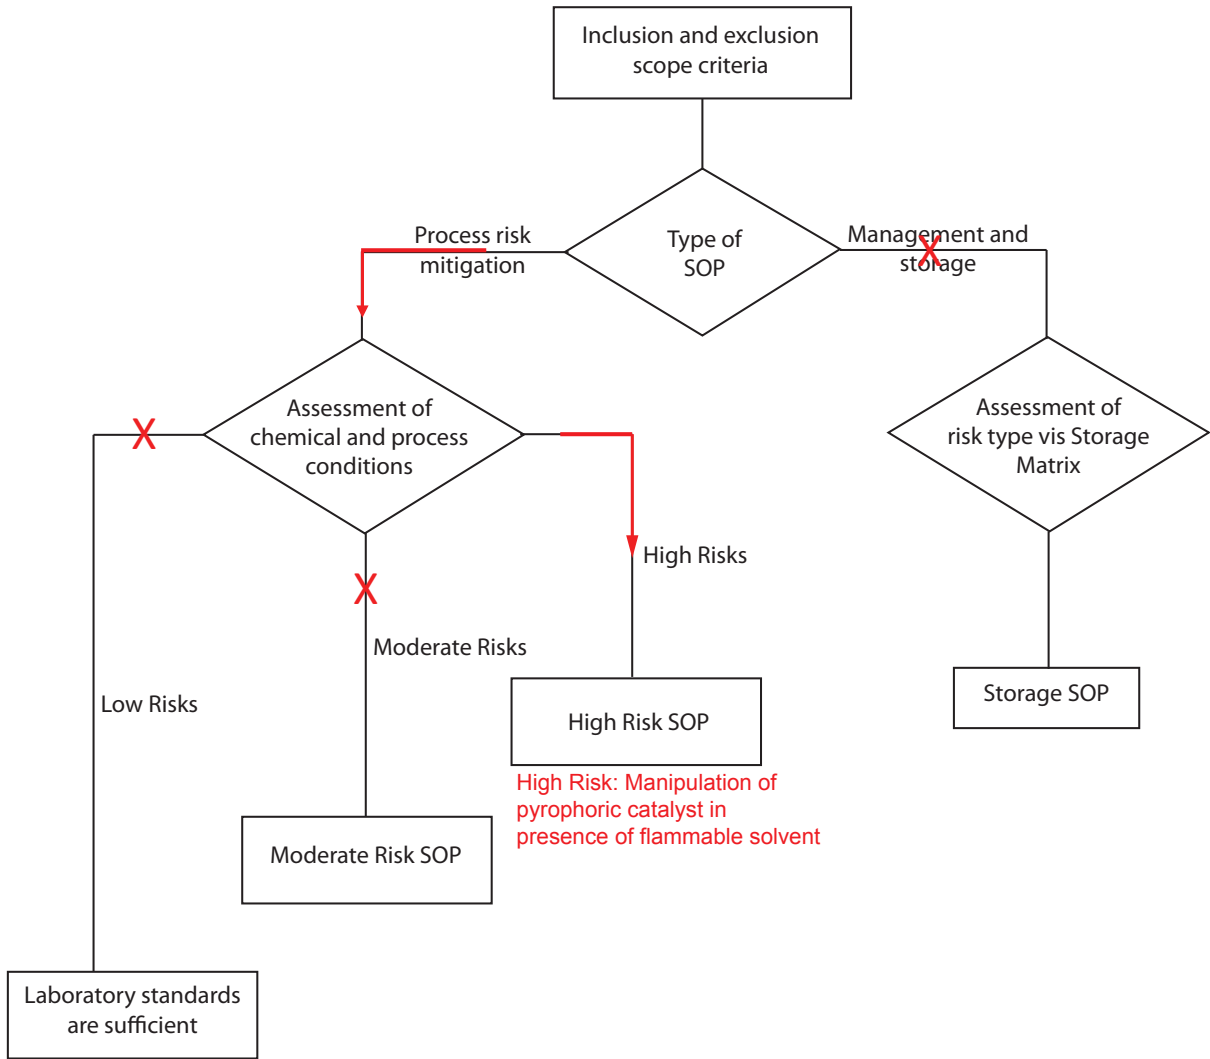 Inclusion and exclusion
scope criteria
Process risk
mitigation
Type of
SOP
Management and
storage
X
Assessment of
chemical and process
conditions
X
X
Assessment of
risk type vis Storage
Matrix
High Risks
Moderate Risks
Low Risks
High Risk SOP
Storage SOP
High Risk: Manipulation of
pyrophoric catalyst in
presence of flammable solvent
Moderate Risk SOP
Laboratory standards
are sufficient